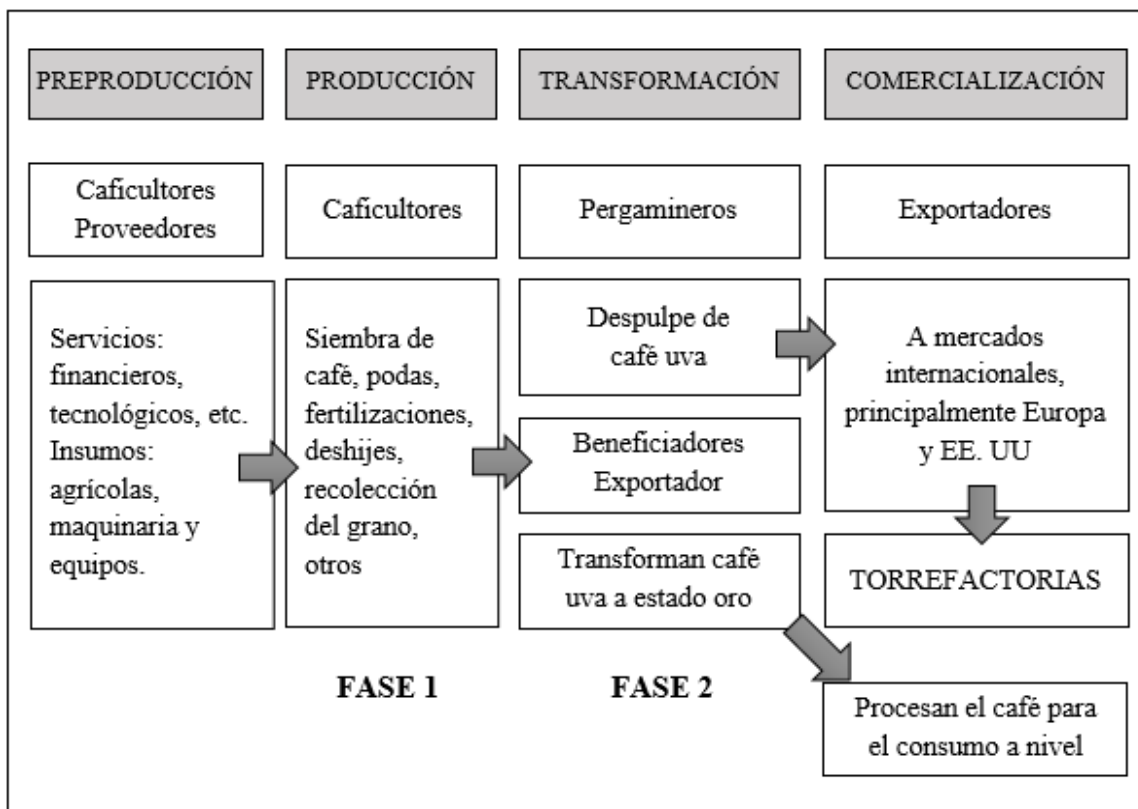 PREPRODUCCIÓN
PRODUCCIÓN
TRANSFORMACIÓN
COMERCIALIZACIÓN
Caficultores
Proveedores
Caficultores
Pergamineros
Exportadores
Servicios:
financieros,
tecnológicos, etc.
Insumos:
agrícolas,
maquinaria y
equipos.
Siembra de
café, podas,
fertilizaciones,
deshijes,
recolección
del grano,
otros
Despulpe de
café uva
Beneficiadores
Exportador
Transforman café
uva a estado oro
A mercados
internacionales,
principalmente Europa
y EE. UU
TORREFACTORIAS
FASE 1
FASE 2
Procesan el café para
el consumo a nivel